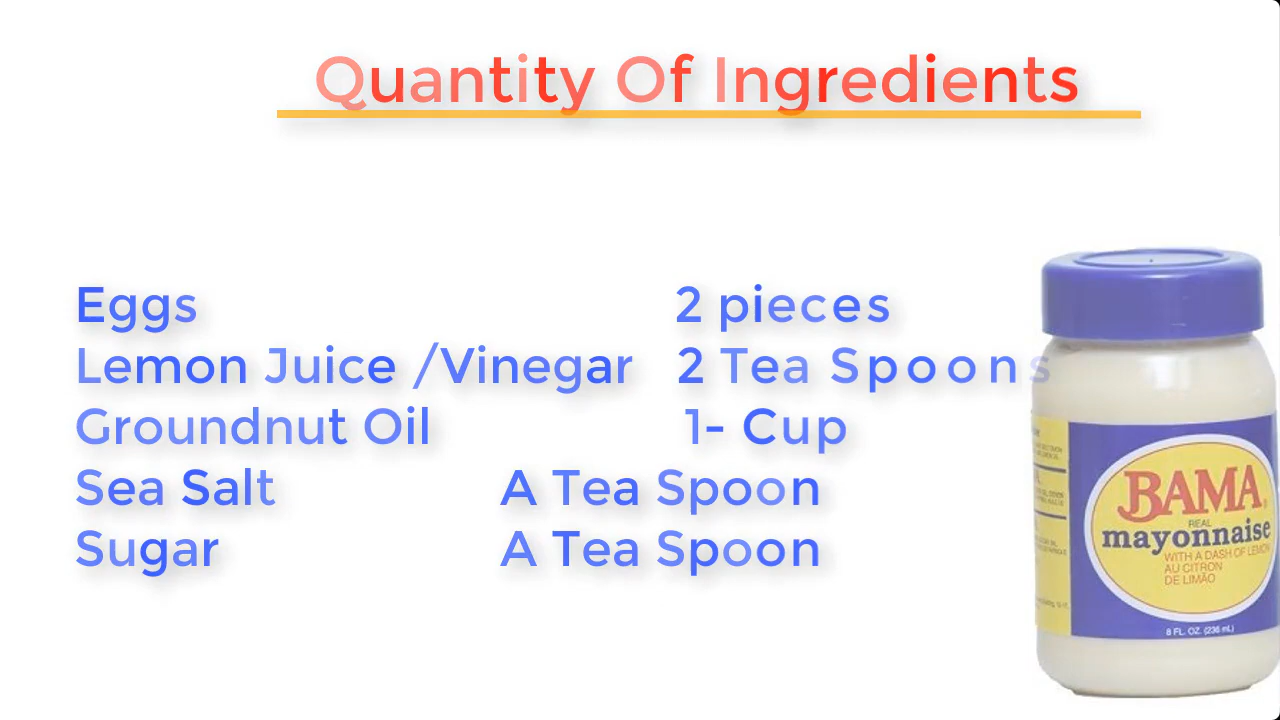 Quantity Of Ingredients
Eggs 2 pieces
Lemon Juice /Vinegar 2 Tea Spoons
Groundnut Oil 1- Cup
Sea Salt A Tea Spoon
Sugar A Tea Spoon
BAMA
REAL
mayonnaise
WITH A DASH OF LEMON
AU CITRON
DE LIMÃO
8 FL. OZ. (236 mL)